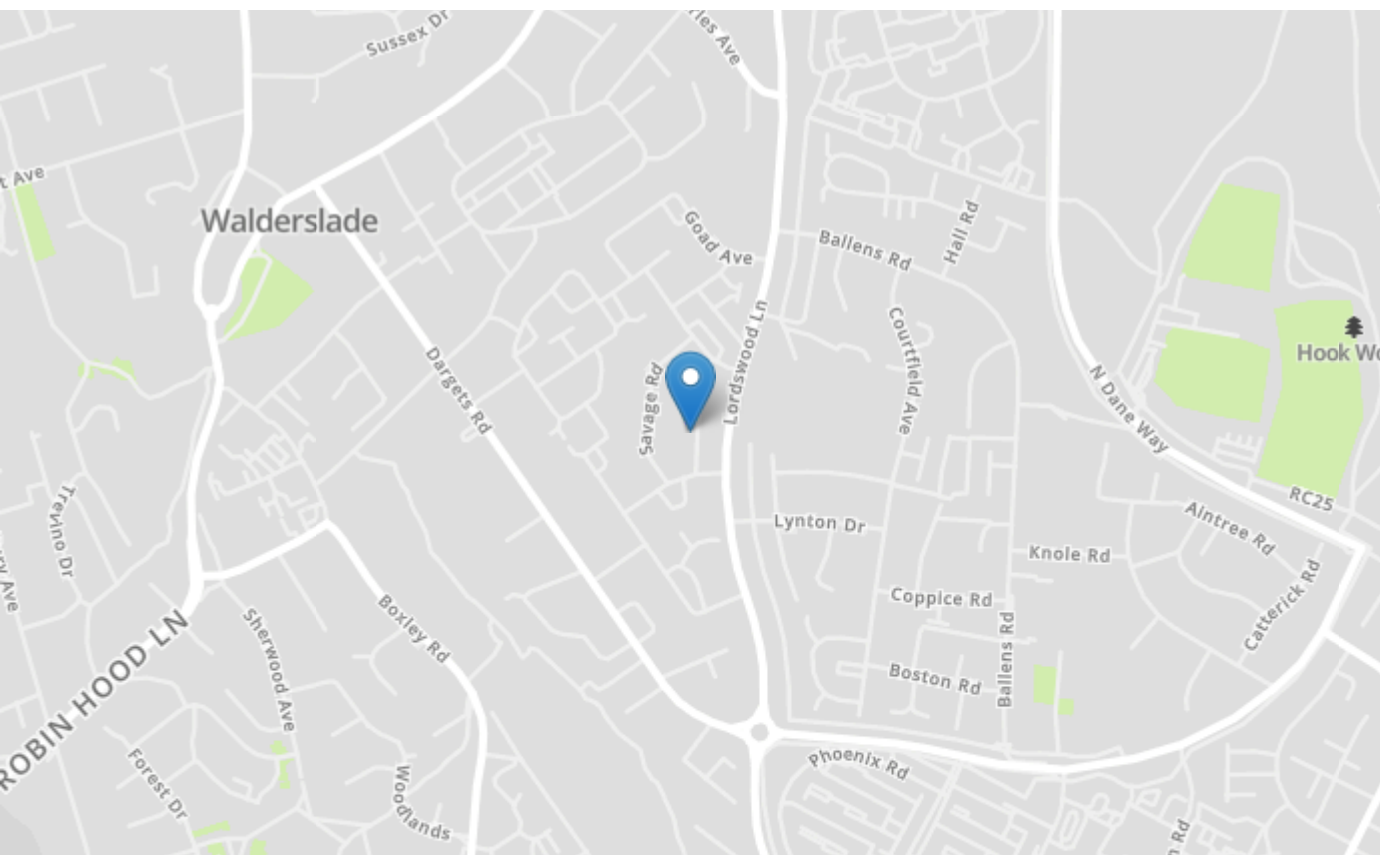 Sussex Dr
Walderslade
Goad Ave
Ballens Rd
Hall Rd
Lordswood Ln
Courtfield Ave
Hook
Dargets Rd
Savage Rd
N Dane Way
RC25
Aintree Rd
Trevino Dr
Lynton Dr
Knole Rd
Catterick Rd
Coppice Rd
Ballens Rd
Boston Rd
ROBIN HOOD LN
Sherwood Ave
Boxley Rd
Forest Dr
Woodlands
Phoenix Rd
Ave
Ave
Ave
Rd